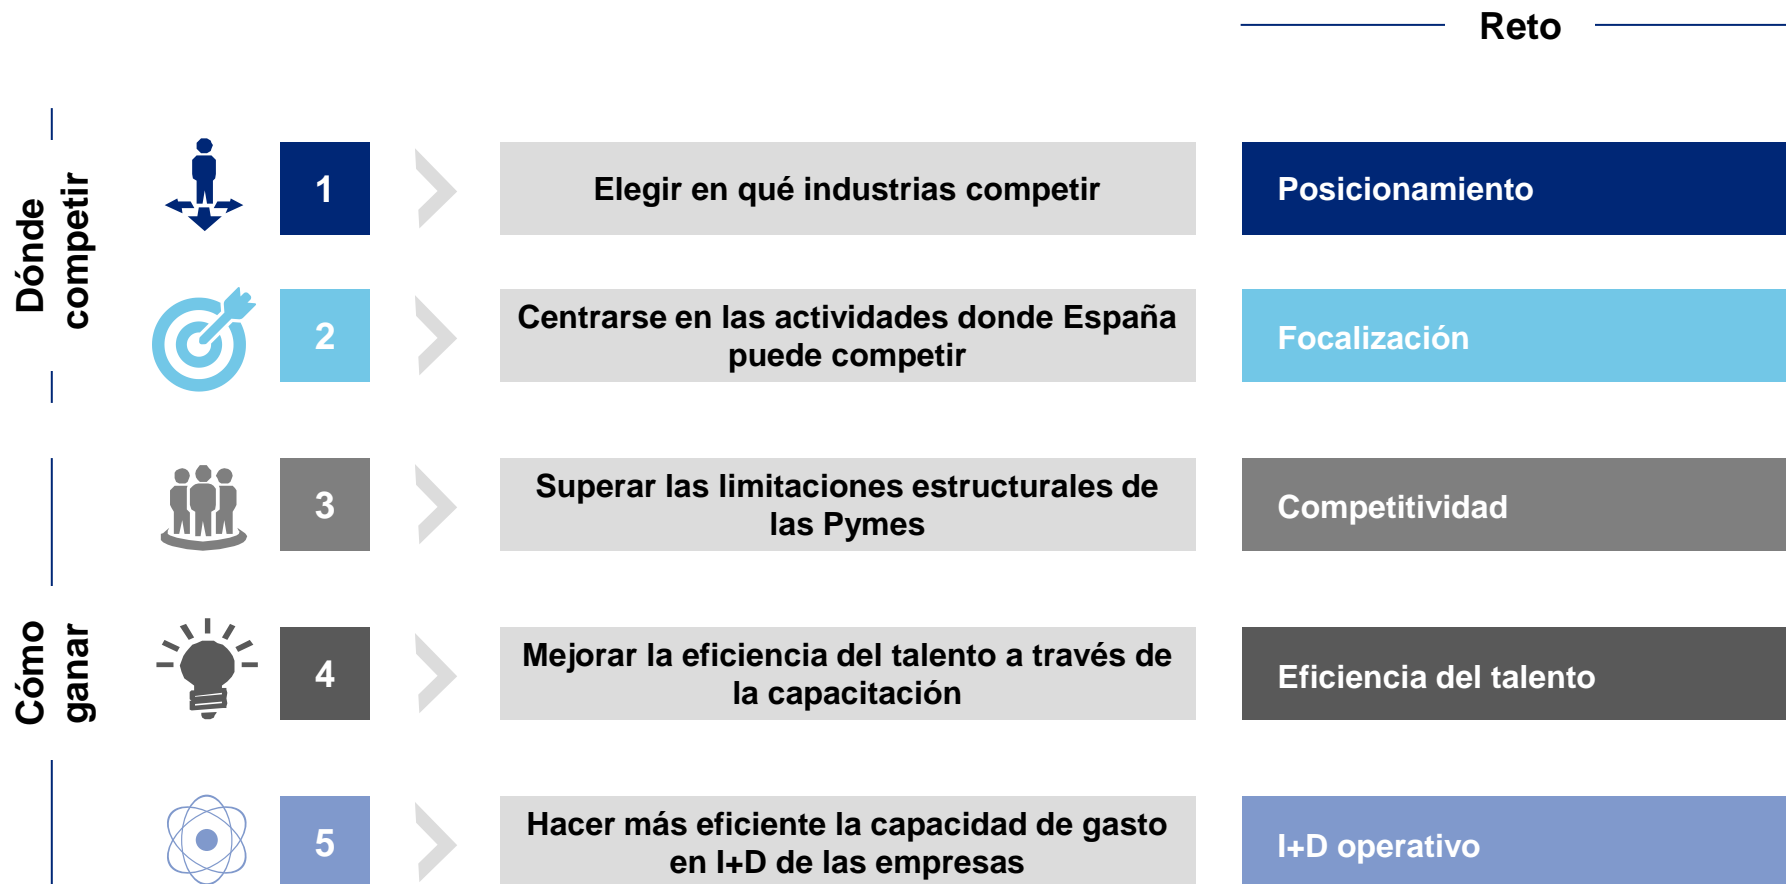 Reto
Dónde
competir
1
Elegir en qué industrias competir
Posicionamiento
2
Centrarse en las actividades donde España
puede competir
Focalización
Cómo
ganar
3
Superar las limitaciones estructurales de
las Pymes
Competitividad
4
Mejorar la eficiencia del talento a través de
la capacitación
Eficiencia del talento
5
Hacer más eficiente la capacidad de gasto
en I+D de las empresas
I+D operativo